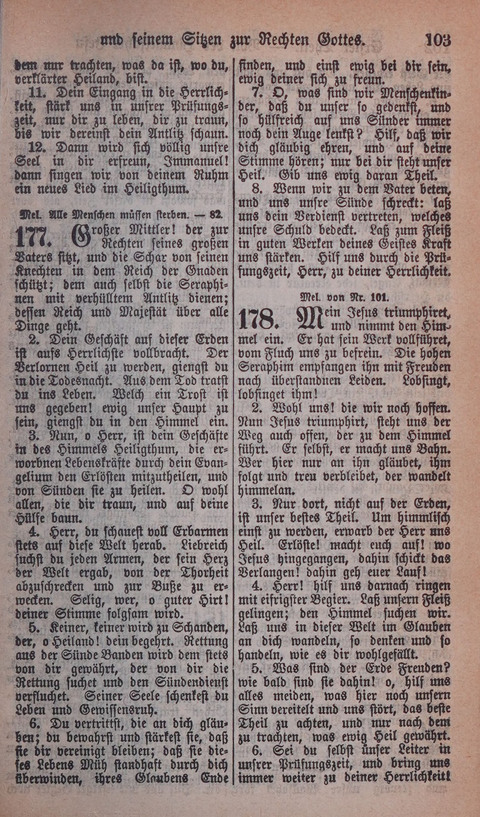 und seinem Sitzen zur Rechten Gottes. 103
dem nur trachten, was da ist, wo du,
verklärter Heiland, bist.
11. Dein Eingang in die Herrlich-
keit, stärk uns in unsrer Prüfungs-
zeit, nur dir zu leben, dir zu traun,
bis wir dereinst dein Antlitz schaun.
12. Dann wird sich völlig unsre
Seel in dir erfreun, Immanuel!
dann singen wir von deinem Ruhm
ein neues Lied im Heiligthum.
Mel. Alle Menschen müssen sterben. — 82.
177. Großer Mittler! der zur
Rechten seines großen
Vaters sitzt, und die Schar von seinen
Knechten in dem Reich der Gnaden
schützt; dem auch selbst die Seraphi-
nen mit verhülltem Antlitz dienen;
dessen Reich und Majestät über alle
Dinge geht.
2. Dein Geschäft auf dieser Erden
ist aufs Herrlichste vollbracht. Der
Verlornen Heil zu werden, giengst du
in die Todesnacht. Aus dem Tod tratst
du ins Leben. Welch ein Trost ist
uns gegeben! ewig unser Haupt zu
sein, giengst du in den Himmel ein.
3. Nun, o Herr, ist dein Geschäfte
in des Himmels Heiligthum, die er-
worbnen Lebenskräfte durch dein Evan-
gelium den Erlösten mitzutheilen, und
von Sünden sie zu heilen. O wohl
allen, die dir traun, und auf deine
Hülfe baun.
4. Herr, du schauest voll Erbarmen
stets auf diese Welt herab. Liebreich
suchst du jeden Armen, der sein Herz
der Welt ergab, von der Thorheit
abzuschrecken und zur Buße zu er-
wecken. Selig, wer, o guter Hirt!
deiner Stimme folgsam wird.
5. Keiner, keiner wird zu Schanden,
der, o Heiland! dein begehrt. Rettung
aus der Sünde Banden wird dem stets
von dir gewährt, der von dir die
Rettung suchet und den Sündendienst
verfluchet. Seiner Seele schenkest du
Leben und Gewissensruh.
6. Du vertrittst, die an dich gläu-
ben; du bewahrst und stärkest sie, daß
sie dir vereinigt bleiben; daß sie die-
ses Lebens Müh standhaft durch dich
überwinden, ihres Glaubens Ende
finden, und einst ewig bei dir sein,
ewig deiner sich zu freun.
7. O, was sind wir Menschenkin-
der, daß du unser so gedenkst, und
so hülfreich auf uns Sünder immer
noch dein Auge lenkst? Hilf, daß wir
dich gläubig ehren, und auf deine
Stimme hören; nur bei dir steht unser
Heil. Gib uns ewig daran Theil.
8. Wenn wir zu dem Vater beten,
und uns unsre Sünde schreckt: laß
uns dein Verdienst vertreten, welches
unsre Schuld bedeckt. Laß zum Fleiß
in guten Werken deines Geistes Kraft
uns stärken. Hilf uns durch die Prü-
fungszeit, Herr, zu deiner Herrlichkeit.
Mel. von Nr. 101.
178. Mein Jesus triumphiret,
und nimmt den Him-
mel ein. Er hat sein Werk vollführet,
vom Fluch uns zu befrein. Die hohen
Seraphim empfangen ihn mit Freuden
nach überstandnen Leiden. Lobsingt,
lobsinget ihm!
2. Wohl uns! die wir noch hoffen.
Nun Jesus triumphirt, steht uns der
Weg auch offen, der zu dem Himmel
führt. Er selbst, er macht uns Bahn.
Wer hier nur an ihn gläubet, ihm
folgt und treu verbleibet, der wandelt
himmelan.
3. Nur dort, nicht auf der Erden,
ist unser bestes Theil. Um himmlisch
einst zu werden, erwarb der Herr uns
Heil. Erlöste! macht euch auf! wo
Jesus hingegangen, dahin schickt das
Verlangen! in dahin geh euer Lauf!
4. Herr! hilf uns darnach ringen
mit eifrigster Begier. Laß unsern Fleiß
gelingen; den Himmel suchen wir.
Laß uns in dieser Welt im Glauben
an dich wandeln, so denken und so
handeln, wie es dir wohlgefällt.
5. Was sind der Erde Freuden?
wie bald sind sie dahin! o, hilf uns
alles meiden, was hier noch unsern
Sinn vereitelt und uns stört, das beste
Theil zu achten, und nur nach dem
zu trachten, was ewig Heil gewährt.
6. Sei du selbst unser Leiter in
unsrer Prüfungszeit, und bring uns
immer weiter zu deiner Herrlichkeit!